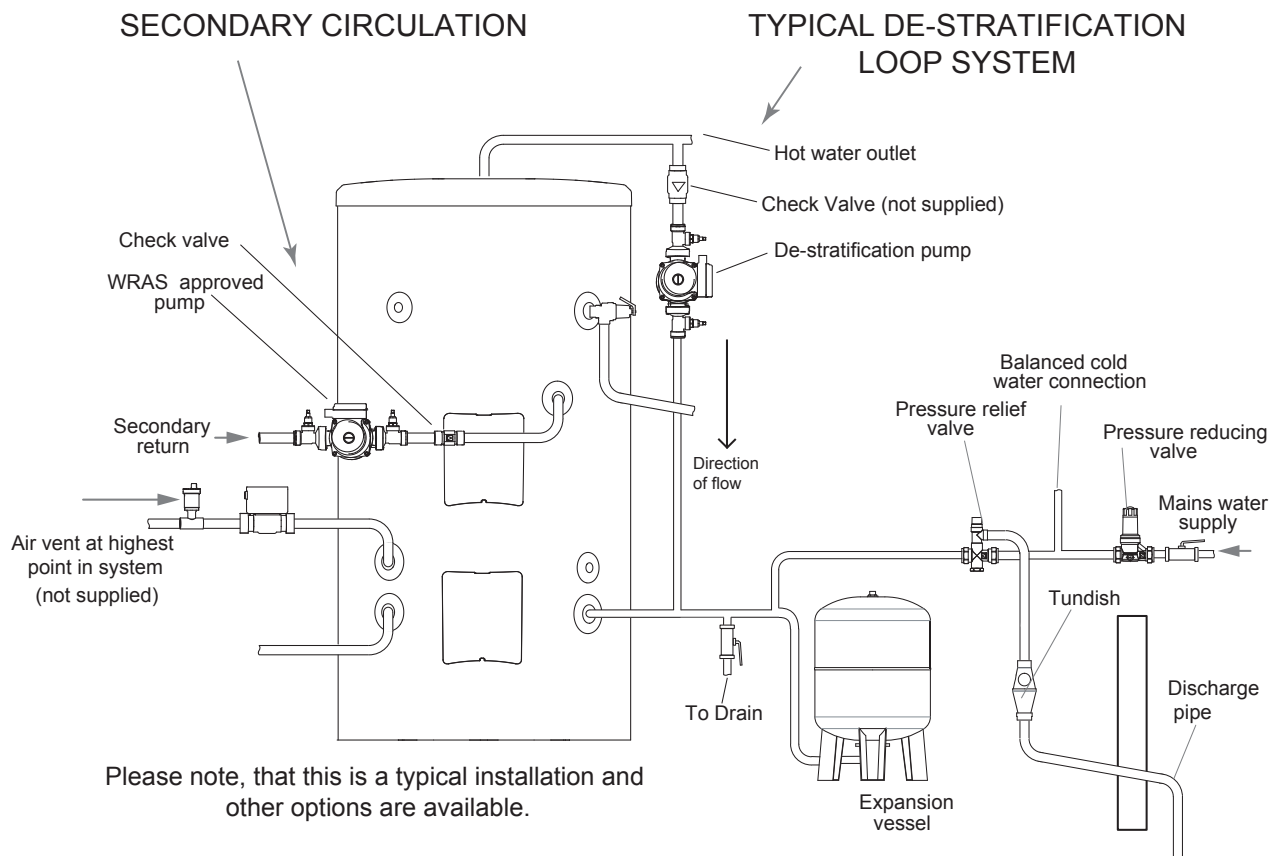 SECONDARY CIRCULATION
TYPICAL DE-STRATIFICATION
LOOP SYSTEM
Hot water outlet
Check Valve (not supplied)
De-stratification pump
Check valve
WRAS approved
pump
Secondary
return
Direction
of flow
Balanced cold
water connection
Pressure relief
valve
Pressure reducing
valve
Mains water
supply
Air vent at highest
point in system
(not supplied)
Tundish
To Drain
Discharge
pipe
Expansion
vessel
Please note, that this is a typical installation and
other options are available.